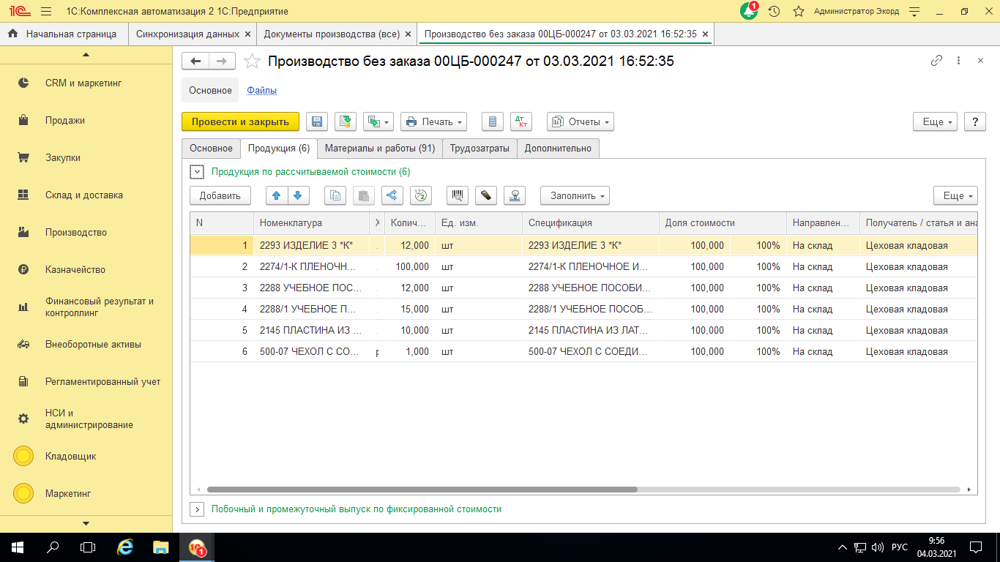 1С:Комплексная автоматизация 2 1С:Предприятие
1
Администратор Экорд
Начальная страница
Синхронизация данных ×
Документы производства (все) ×
Производство без заказа 00ЦБ-000247 от 03.03.2021 16:52:35 ×
CRM и маркетинг
Продажи
Закупки
Склад и доставка
Производство
Казначейство
Финансовый результат и
контроллинг
Внеоборотные активы
Регламентированный учет
НСИ и
администрирование
Кладовщик
Маркетинг
Производство без заказа 00ЦБ-000247 от 03.03.2021 16:52:35
Основное Файлы
Провести и закрыть Печать Дт Кт Отчеты Еще ?
Основное Продукция (6) Материалы и работы (91) Трудозатраты Дополнительно
Продукция по рассчитываемой стоимости (6)
Добавить Заполнить Еще
N Номенклатура Х Колич... Ед. изм. Спецификация Доля стоимости Направлен... Получатель / статья и ана
1 2293 ИЗДЕЛИЕ 3 *К* 12,000 шт 2293 ИЗДЕЛИЕ 3 *К* 100,000 100% На склад Цеховая кладовая
2 2274/1-К ПЛЕНОЧН... 100,000 шт 2274/1-К ПЛЕНОЧНОЕ И... 100,000 100% На склад Цеховая кладовая
3 2288 УЧЕБНОЕ ПОС... 12,000 шт 2288 УЧЕБНОЕ ПОСОБИ... 100,000 100% На склад Цеховая кладовая
4 2288/1 УЧЕБНОЕ П... 15,000 шт 2288/1 УЧЕБНОЕ ПОСОБ... 100,000 100% На склад Цеховая кладовая
5 2145 ПЛАСТИНА ИЗ ... 10,000 шт 2145 ПЛАСТИНА ИЗ ЛАТ... 100,000 100% На склад Цеховая кладовая
6 500-07 ЧЕХОЛ С СО... р 1,000 шт 500-07 ЧЕХОЛ С СОЕДИ... 100,000 100% На склад Цеховая кладовая
Побочный и промежуточный выпуск по фиксированной стоимости
1
РУС
9:56
04.03.2021